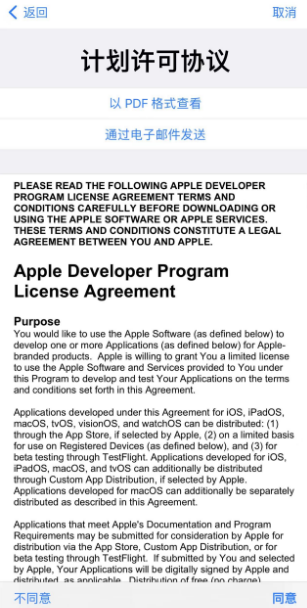 返回
取消
计划许可协议
以 PDF 格式查看
通过电子邮件发送
PLEASE READ THE FOLLOWING APPLE DEVELOPER
PROGRAM LICENSE AGREEMENT TERMS AND
CONDITIONS CAREFULLY BEFORE DOWNLOADING OR
USING THE APPLE SOFTWARE OR APPLE SERVICES.
THESE TERMS AND CONDITIONS CONSTITUTE A LEGAL
AGREEMENT BETWEEN YOU AND APPLE.
Apple Developer Program
License Agreement
Purpose
You would like to use the Apple Software (as defined below) to
develop one or more Applications (as defined below) for Apple-
branded products. Apple is willing to grant You a limited license
to use the Apple Software and Services provided to You under
this Program to develop and test Your Applications on the terms
and conditions set forth in this Agreement.
Applications developed under this Agreement for iOS, iPadOS,
macOS, tvOS, visionOS, and watchOS can be distributed: (1)
through the App Store, if selected by Apple, (2) on a limited basis
for use on Registered Devices (as defined below), and (3) for
beta testing through TestFlight. Applications developed for iOS,
iPadOS, macOS, and tvOS can additionally be distributed
through Custom App Distribution, if selected by Apple.
Applications developed for macOS can additionally be separately
distributed as described in this Agreement.
Applications that meet Apple's Documentation and Program
Requirements may be submitted for consideration by Apple for
distribution via the App Store, Custom App Distribution, or for
beta testing through TestFlight. If submitted by You and selected
by Apple, Your Applications will be digitally signed by Apple and
distributed, as applicable. Distribution of free (no charge)
不同意
同意